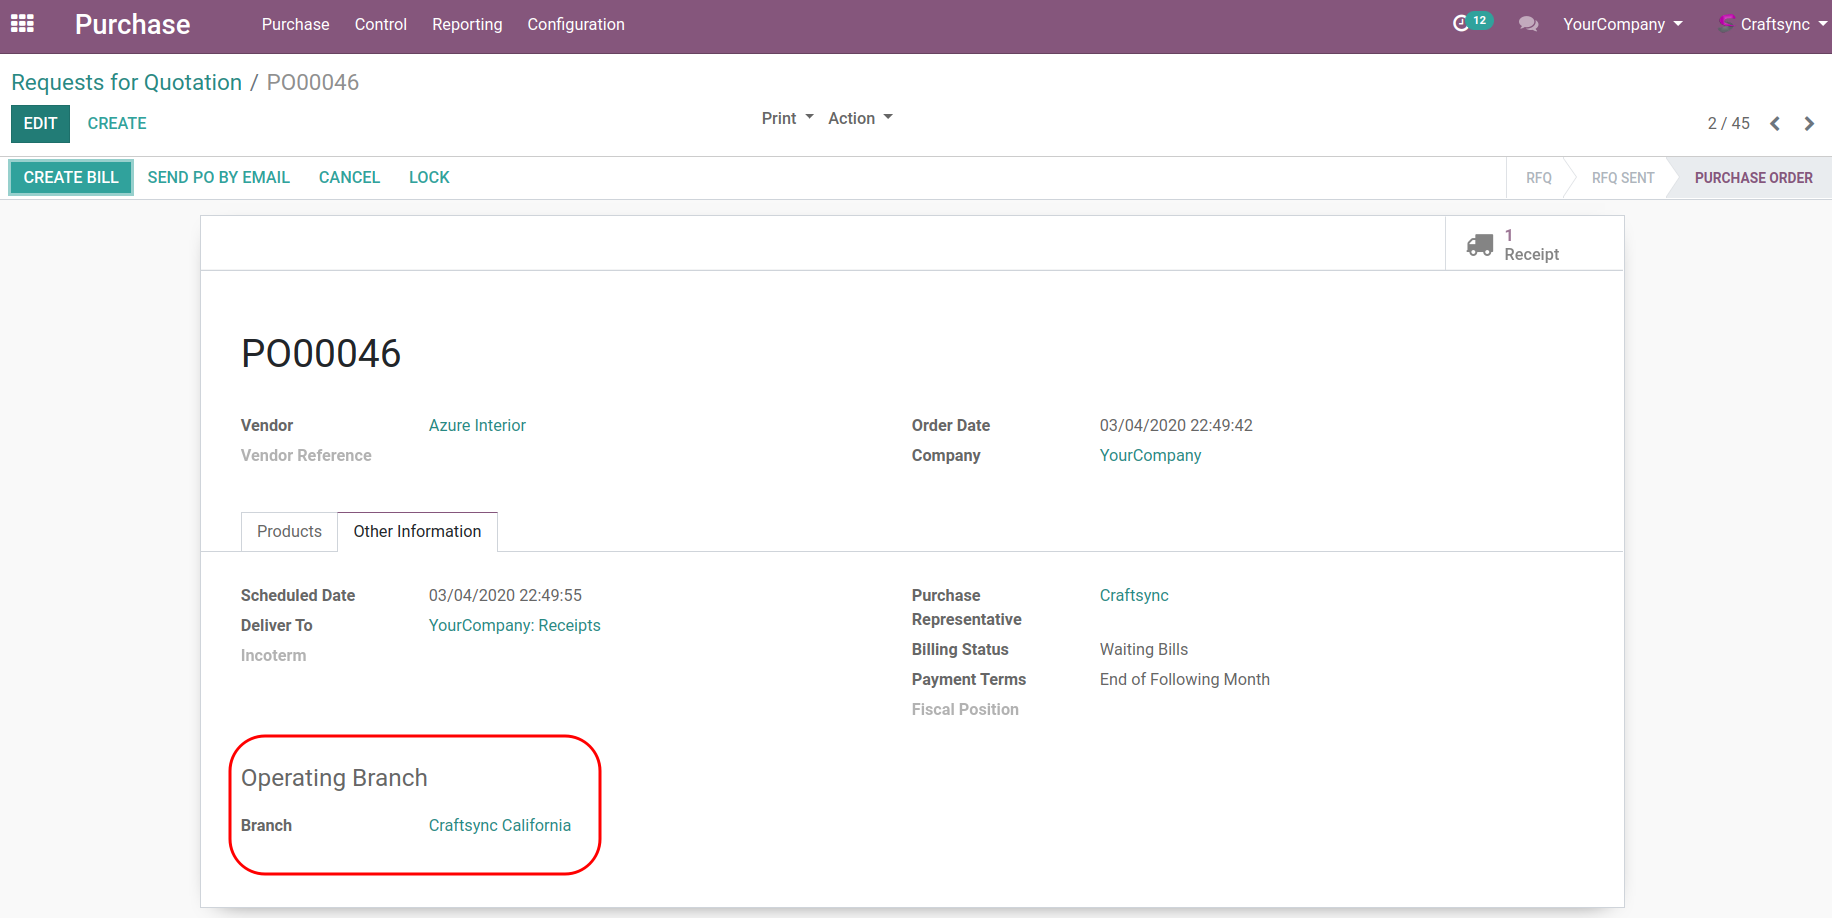 Purchase Purchase Control Reporting Configuration 12 YourCompany Craftsync
Requests for Quotation / PO00046
EDIT CREATE Print Action 2 / 45
CREATE BILL SEND PO BY EMAIL CANCEL LOCK RFQ RFQ SENT PURCHASE ORDER
1
Receipt
PO00046
Vendor Azure Interior Order Date 03/04/2020 22:49:42
Vendor Reference Company YourCompany
Products Other Information
Scheduled Date 03/04/2020 22:49:55 Purchase Craftsync
Deliver To YourCompany: Receipts Representative
Incoterm Billing Status Waiting Bills
Payment Terms End of Following Month
Fiscal Position
Operating Branch
Branch Craftsync California